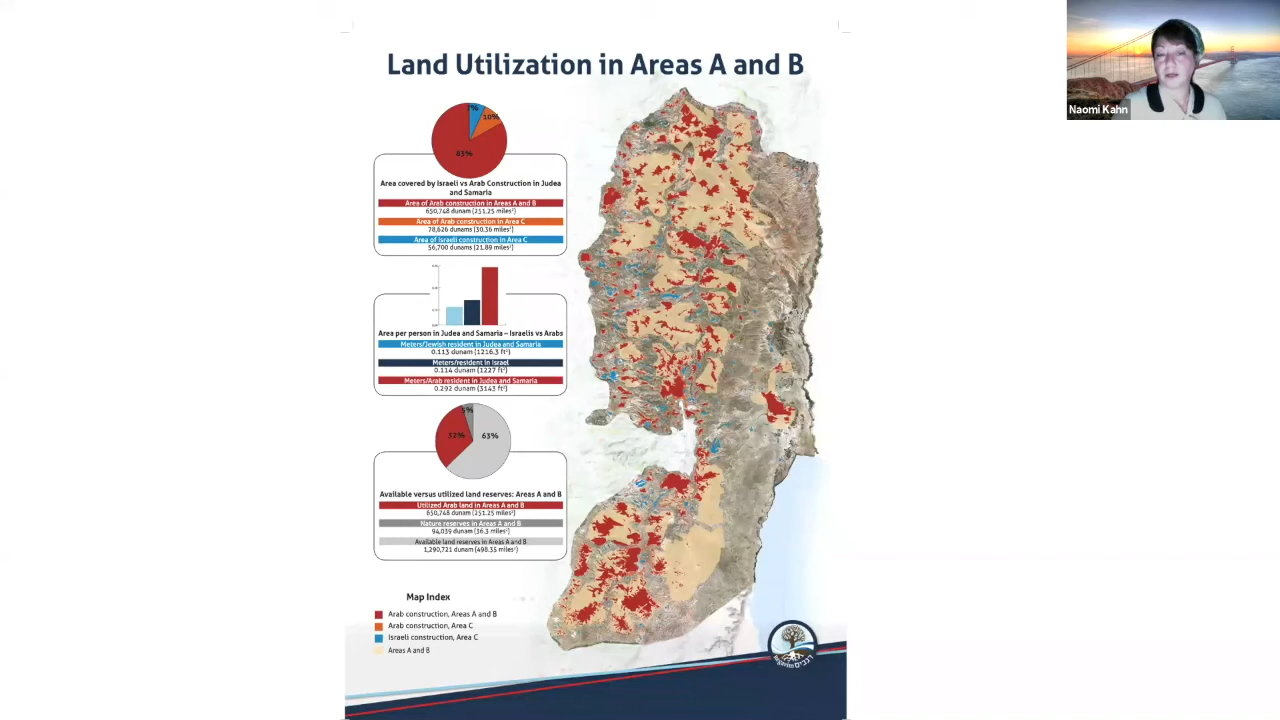 Land Utilization in Areas A and B
Naomi Kahn
7%
10%
83%
Area covered by Israeli vs Arab Construction in Judea
and Samaria
Area of Arab construction in Areas A and B
650,748 dunam (251.25 miles²)
Area of Arab construction in Area C
78,626 dunams (30.36 miles²)
Area of Israeli construction in Area C
56,700 dunams (21.89 miles²)
Area per person in Judea and Samaria – Israelis vs Arabs
Meters/Jewish resident in Judea and Samaria
0.113 dunam (1216.3 ft²)
Meters/resident in Israel
0.114 dunam (1227 ft²)
Meters/Arab resident in Judea and Samaria
0.292 dunam (3143 ft²)
5%
32%
63%
Available versus utilized land reserves: Areas A and B
Utilized Arab land in Areas A and B
650,748 dunam (251.25 miles²)
Nature reserves in Areas A and B
94,039 dunam (36.3 miles²)
Available land reserves in Areas A and B
1,290,721 dunam (498.35 miles²)
Map Index
Arab construction, Areas A and B
Arab construction, Area C
Israeli construction, Area C
Areas A and B
Regavim רגבים